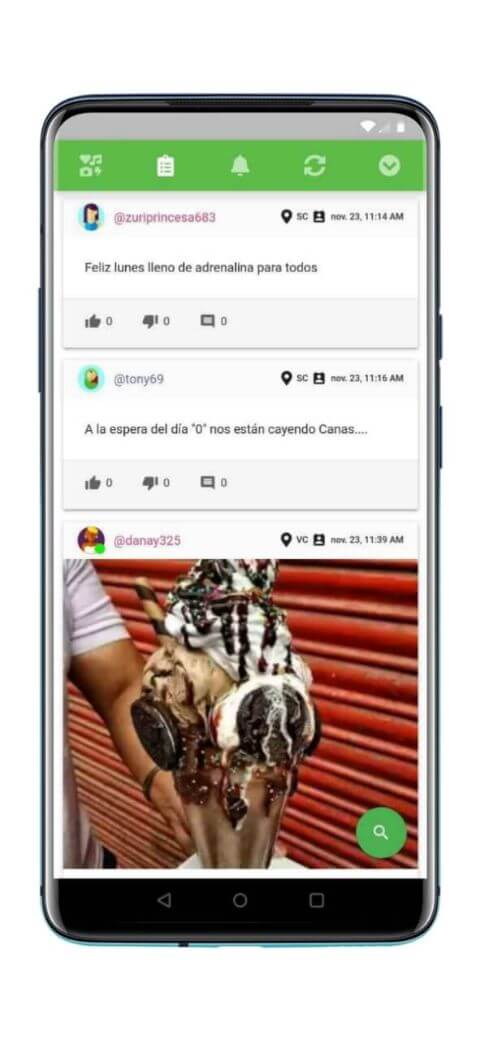 @zuriprincesa683 SC nov. 23, 11:14 AM
Feliz lunes lleno de adrenalina para todos
0 0 0
@tony69 SC nov. 23, 11:16 AM
A la espera del día "0" nos están cayendo Canas....
0 0 0
@danay325 VC nov. 23, 11:39 AM